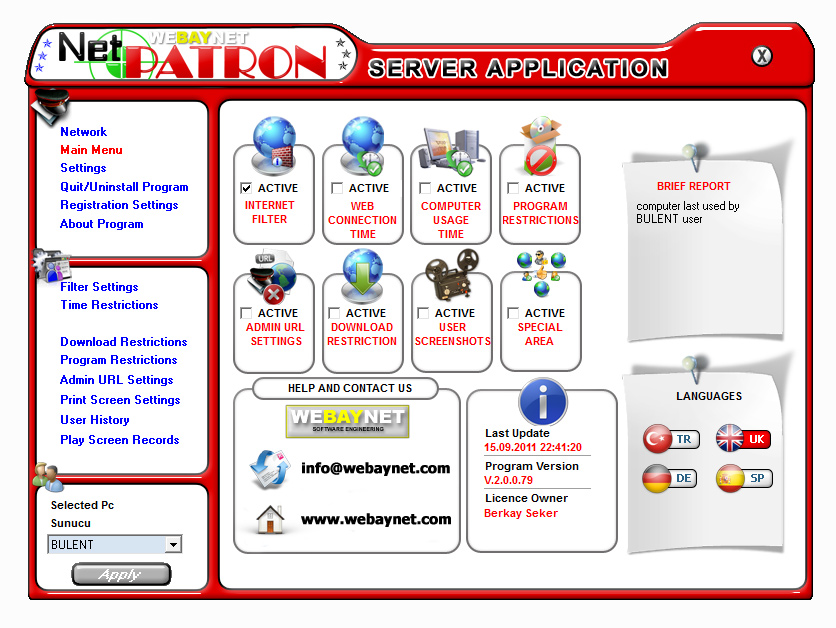 Net WEBAYNET
PATRON
SERVER APPLICATION
X
Network
Main Menu
Settings
Quit/Uninstall Program
Registration Settings
About Program
Filter Settings
Time Restrictions
Download Restrictions
Program Restrictions
Admin URL Settings
Print Screen Settings
User History
Play Screen Records
Selected Pc
Sunucu
BULENT
Apply
ACTIVE
INTERNET
FILTER
ACTIVE
WEB
CONNECTION
TIME
ACTIVE
COMPUTER
USAGE
TIME
ACTIVE
PROGRAM
RESTRICTIONS
URL
ACTIVE
ADMIN URL
SETTINGS
ACTIVE
DOWNLOAD
RESTRICTION
ACTIVE
USER
SCREENSHOTS
ACTIVE
SPECIAL
AREA
HELP AND CONTACT US
WEBAYNET
SOFTWARE ENGINEERING
info@webaynet.com
www.webaynet.com
i
Last Update
15.09.2011 22:41:20
Program Version
V.2.0.0.79
Licence Owner
Berkay Seker
BRIEF REPORT
computer last used by
BULENT user
LANGUAGES
TR
UK
DE
SP